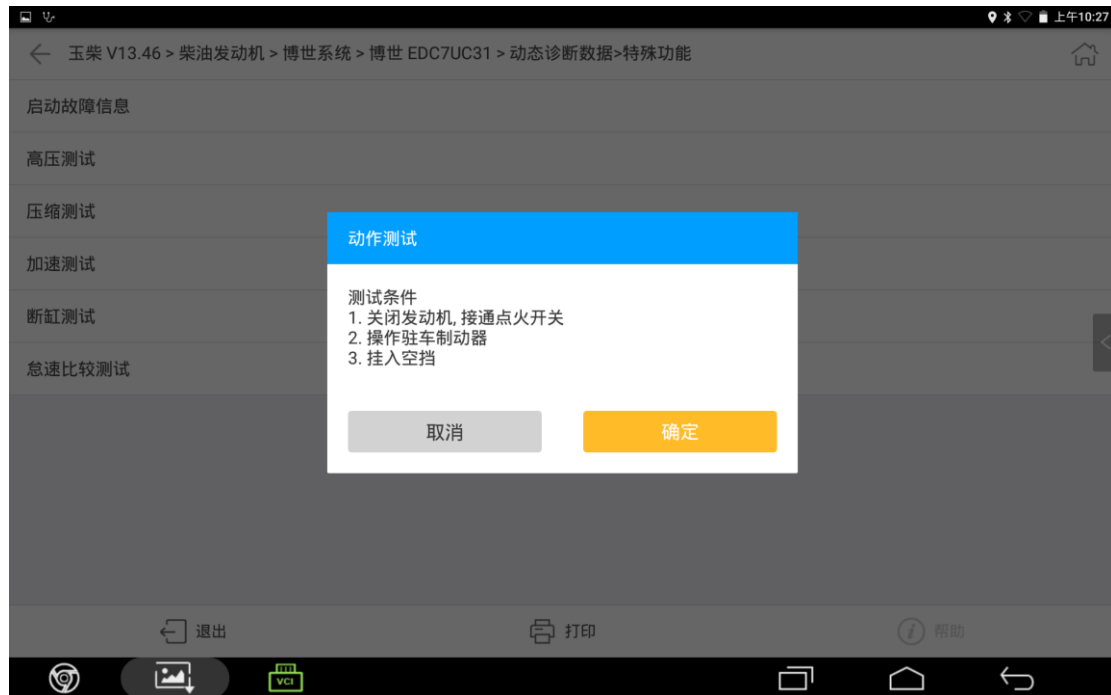 上午10:27
玉柴 V13.46 > 柴油发动机 > 博世系统 > 博世 EDC7UC31 > 动态诊断数据>特殊功能
启动故障信息
高压测试
压缩测试
加速测试
断缸测试
怠速比较测试
动作测试
测试条件
1. 关闭发动机, 接通点火开关
2. 操作驻车制动器
3. 挂入空挡
取消
确定
退出
打印
帮助
VCI